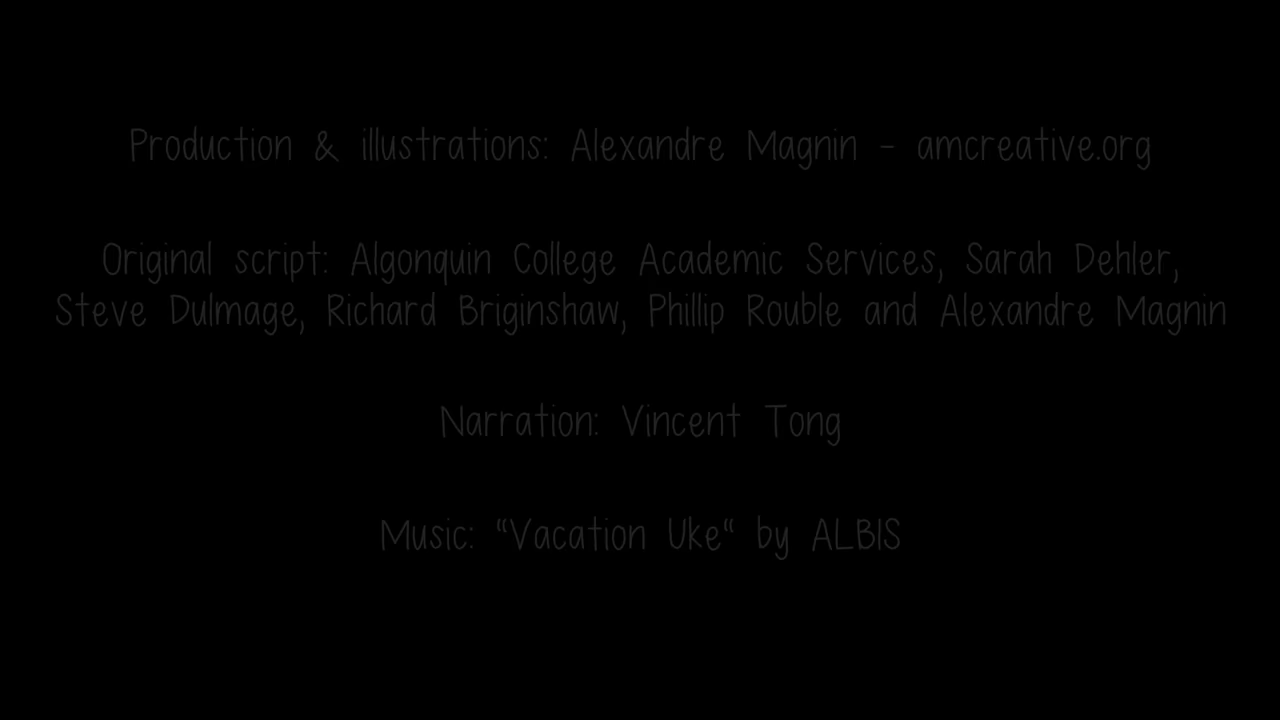 Production & illustrations: Alexandre Magnin - amcreative.org
Original script: Algonquin College Academic Services, Sarah Dehler,
Steve Dulmage, Richard Briginshaw, Phillip Rouble and Alexandre Magnin
Narration: Vincent Tong
Music: “Vacation Uke“ by ALBIS